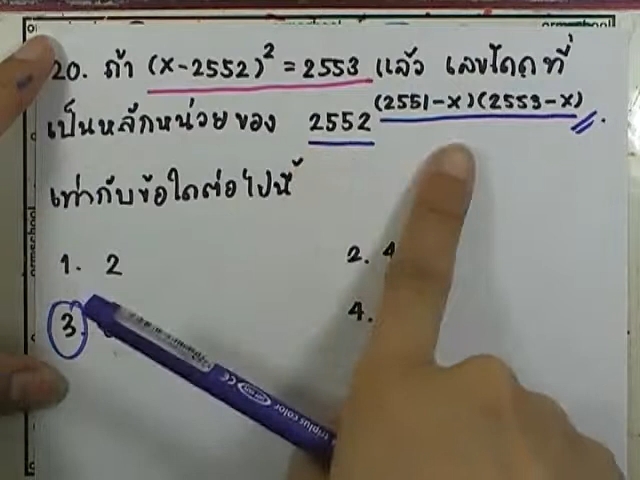 20. ถ้า (x-2552)² = 2553 แล้ว เลขโดดที่
เป็นหลักหน่วยของ 2552^(2551-x)(2553-x)
เท่ากับข้อใดต่อไปนี้
1. 2
2. 4
3.
4.
triplus color